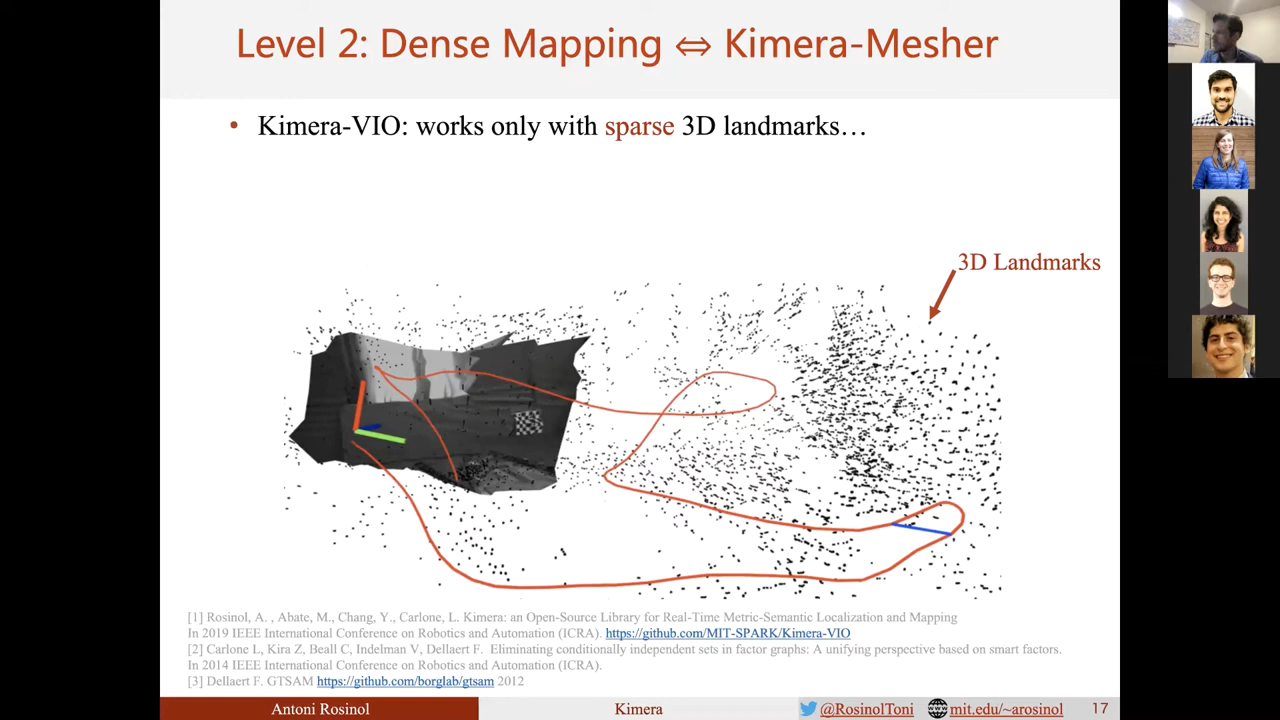 Level 2: Dense Mapping ⇔ Kimera-Mesher
• Kimera-VIO: works only with sparse 3D landmarks…
3D Landmarks
[1] Rosinol, A. , Abate, M., Chang, Y., Carlone, L. Kimera: an Open-Source Library for Real-Time Metric-Semantic Localization and Mapping
In 2019 IEEE International Conference on Robotics and Automation (ICRA). https://github.com/MIT-SPARK/Kimera-VIO
[2] Carlone L, Kira Z, Beall C, Indelman V, Dellaert F. Eliminating conditionally independent sets in factor graphs: A unifying perspective based on smart factors.
In 2014 IEEE International Conference on Robotics and Automation (ICRA).
[3] Dellaert F. GTSAM https://github.com/borglab/gtsam 2012
Antoni Rosinol Kimera @RosinolToni mit.edu/~arosinol 17